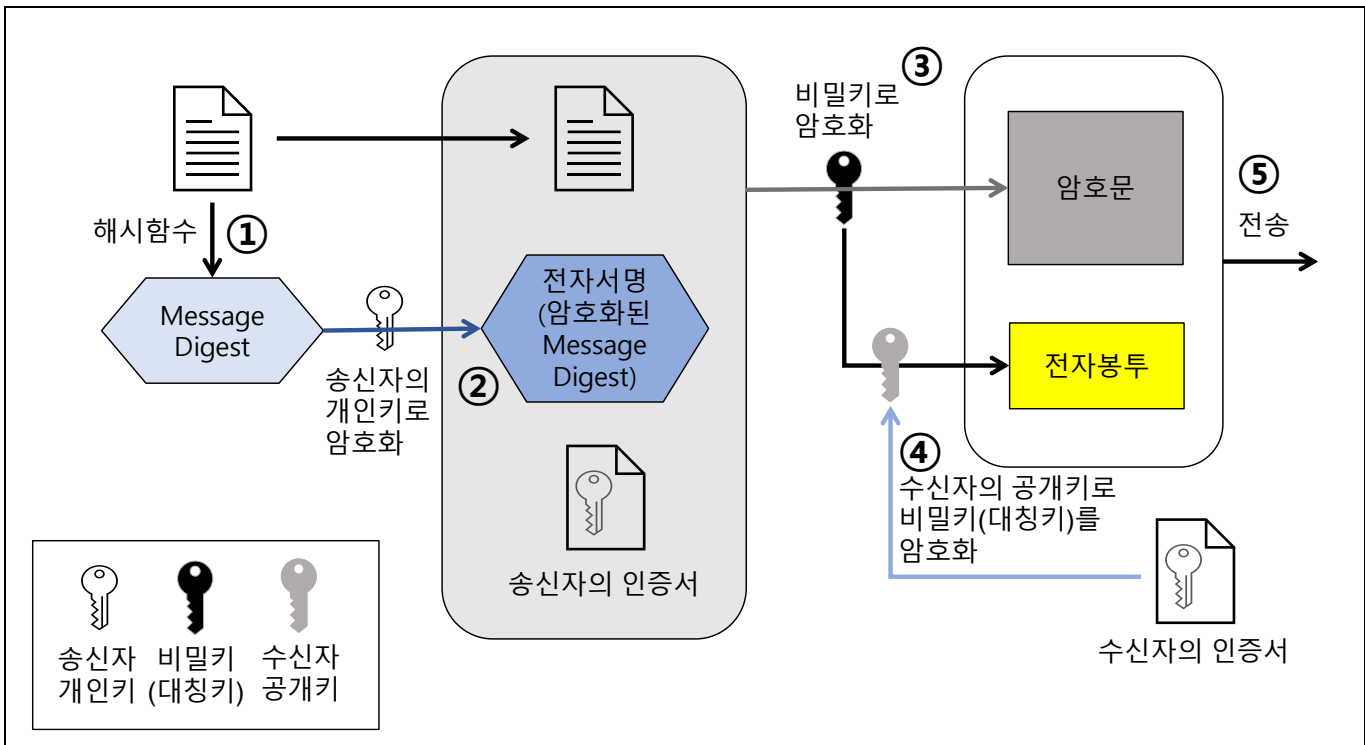 해시함수
①
Message
Digest
송신자의
개인키로
암호화
②
전자서명
(암호화된
Message
Digest)
송신자의 인증서
③
비밀키로
암호화
암호문
전자봉투
④
수신자의 공개키로
비밀키(대칭키)를
암호화
수신자의 인증서
⑤
전송
송신자
개인키
비밀키
(대칭키)
수신자
공개키